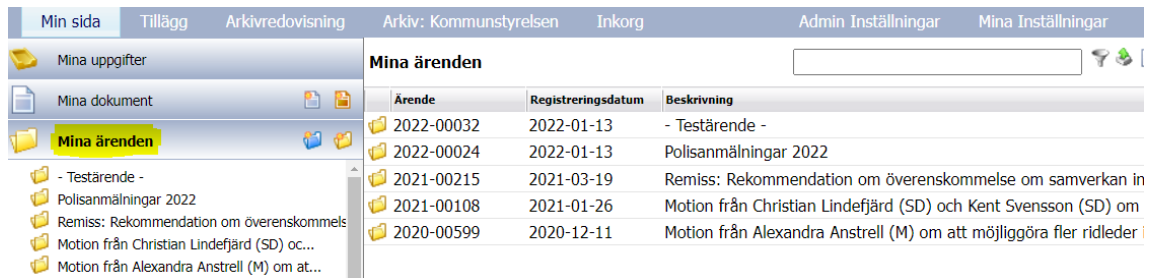 Min sida Tillägg Arkivredovisning Arkiv: Kommunstyrelsen Inkorg Admin Inställningar Mina Inställningar
Mina uppgifter
Mina dokument
Mina ärenden
- Testärende -
Polisanmälningar 2022
Remiss: Rekommendation om överenskommels
Motion från Christian Lindefjärd (SD) oc...
Motion från Alexandra Anstrell (M) om at...
Mina ärenden
Ärende Registreringsdatum Beskrivning
2022-00032 2022-01-13 - Testärende -
2022-00024 2022-01-13 Polisanmälningar 2022
2021-00215 2021-03-19 Remiss: Rekommendation om överenskommelse om samverkan in
2021-00108 2021-01-26 Motion från Christian Lindefjärd (SD) och Kent Svensson (SD) om
2020-00599 2020-12-11 Motion från Alexandra Anstrell (M) om att möjliggöra fler ridleder i